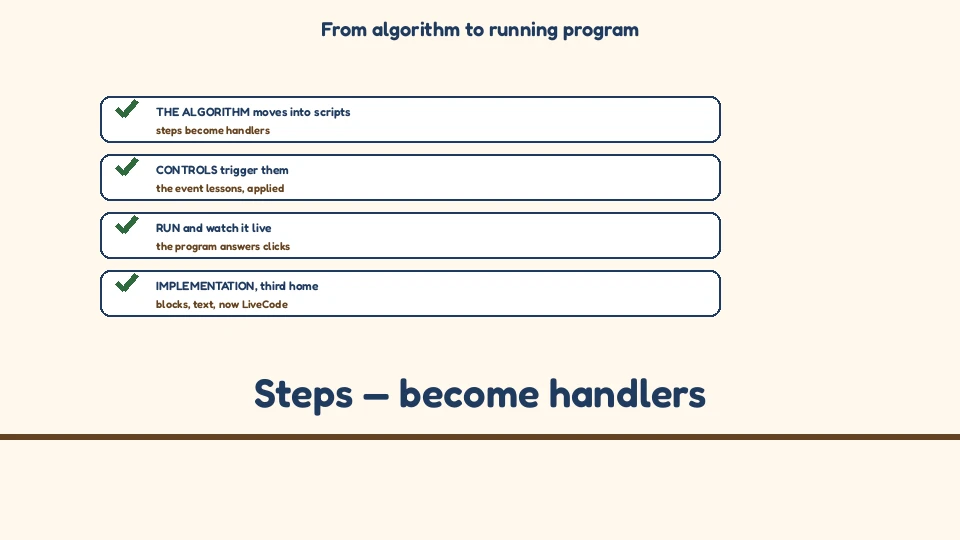 From algorithm to running program
THE ALGORITHM moves into scripts
steps become handlers
CONTROLS trigger them
the event lessons, applied
RUN and watch it live
the program answers clicks
IMPLEMENTATION, third home
blocks, text, now LiveCode
Steps — become handlers